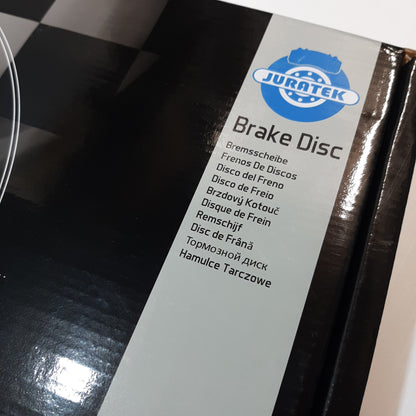 JURATEK
Brake Disc
Bremsscheibe
Frenos De Discos
Disco del Freno
Disco de Freio
Brzdový Kotouč
Disque de Frein
Remschijf
Disc de Frână
Тормозной диск
Hamulce Tarczowe